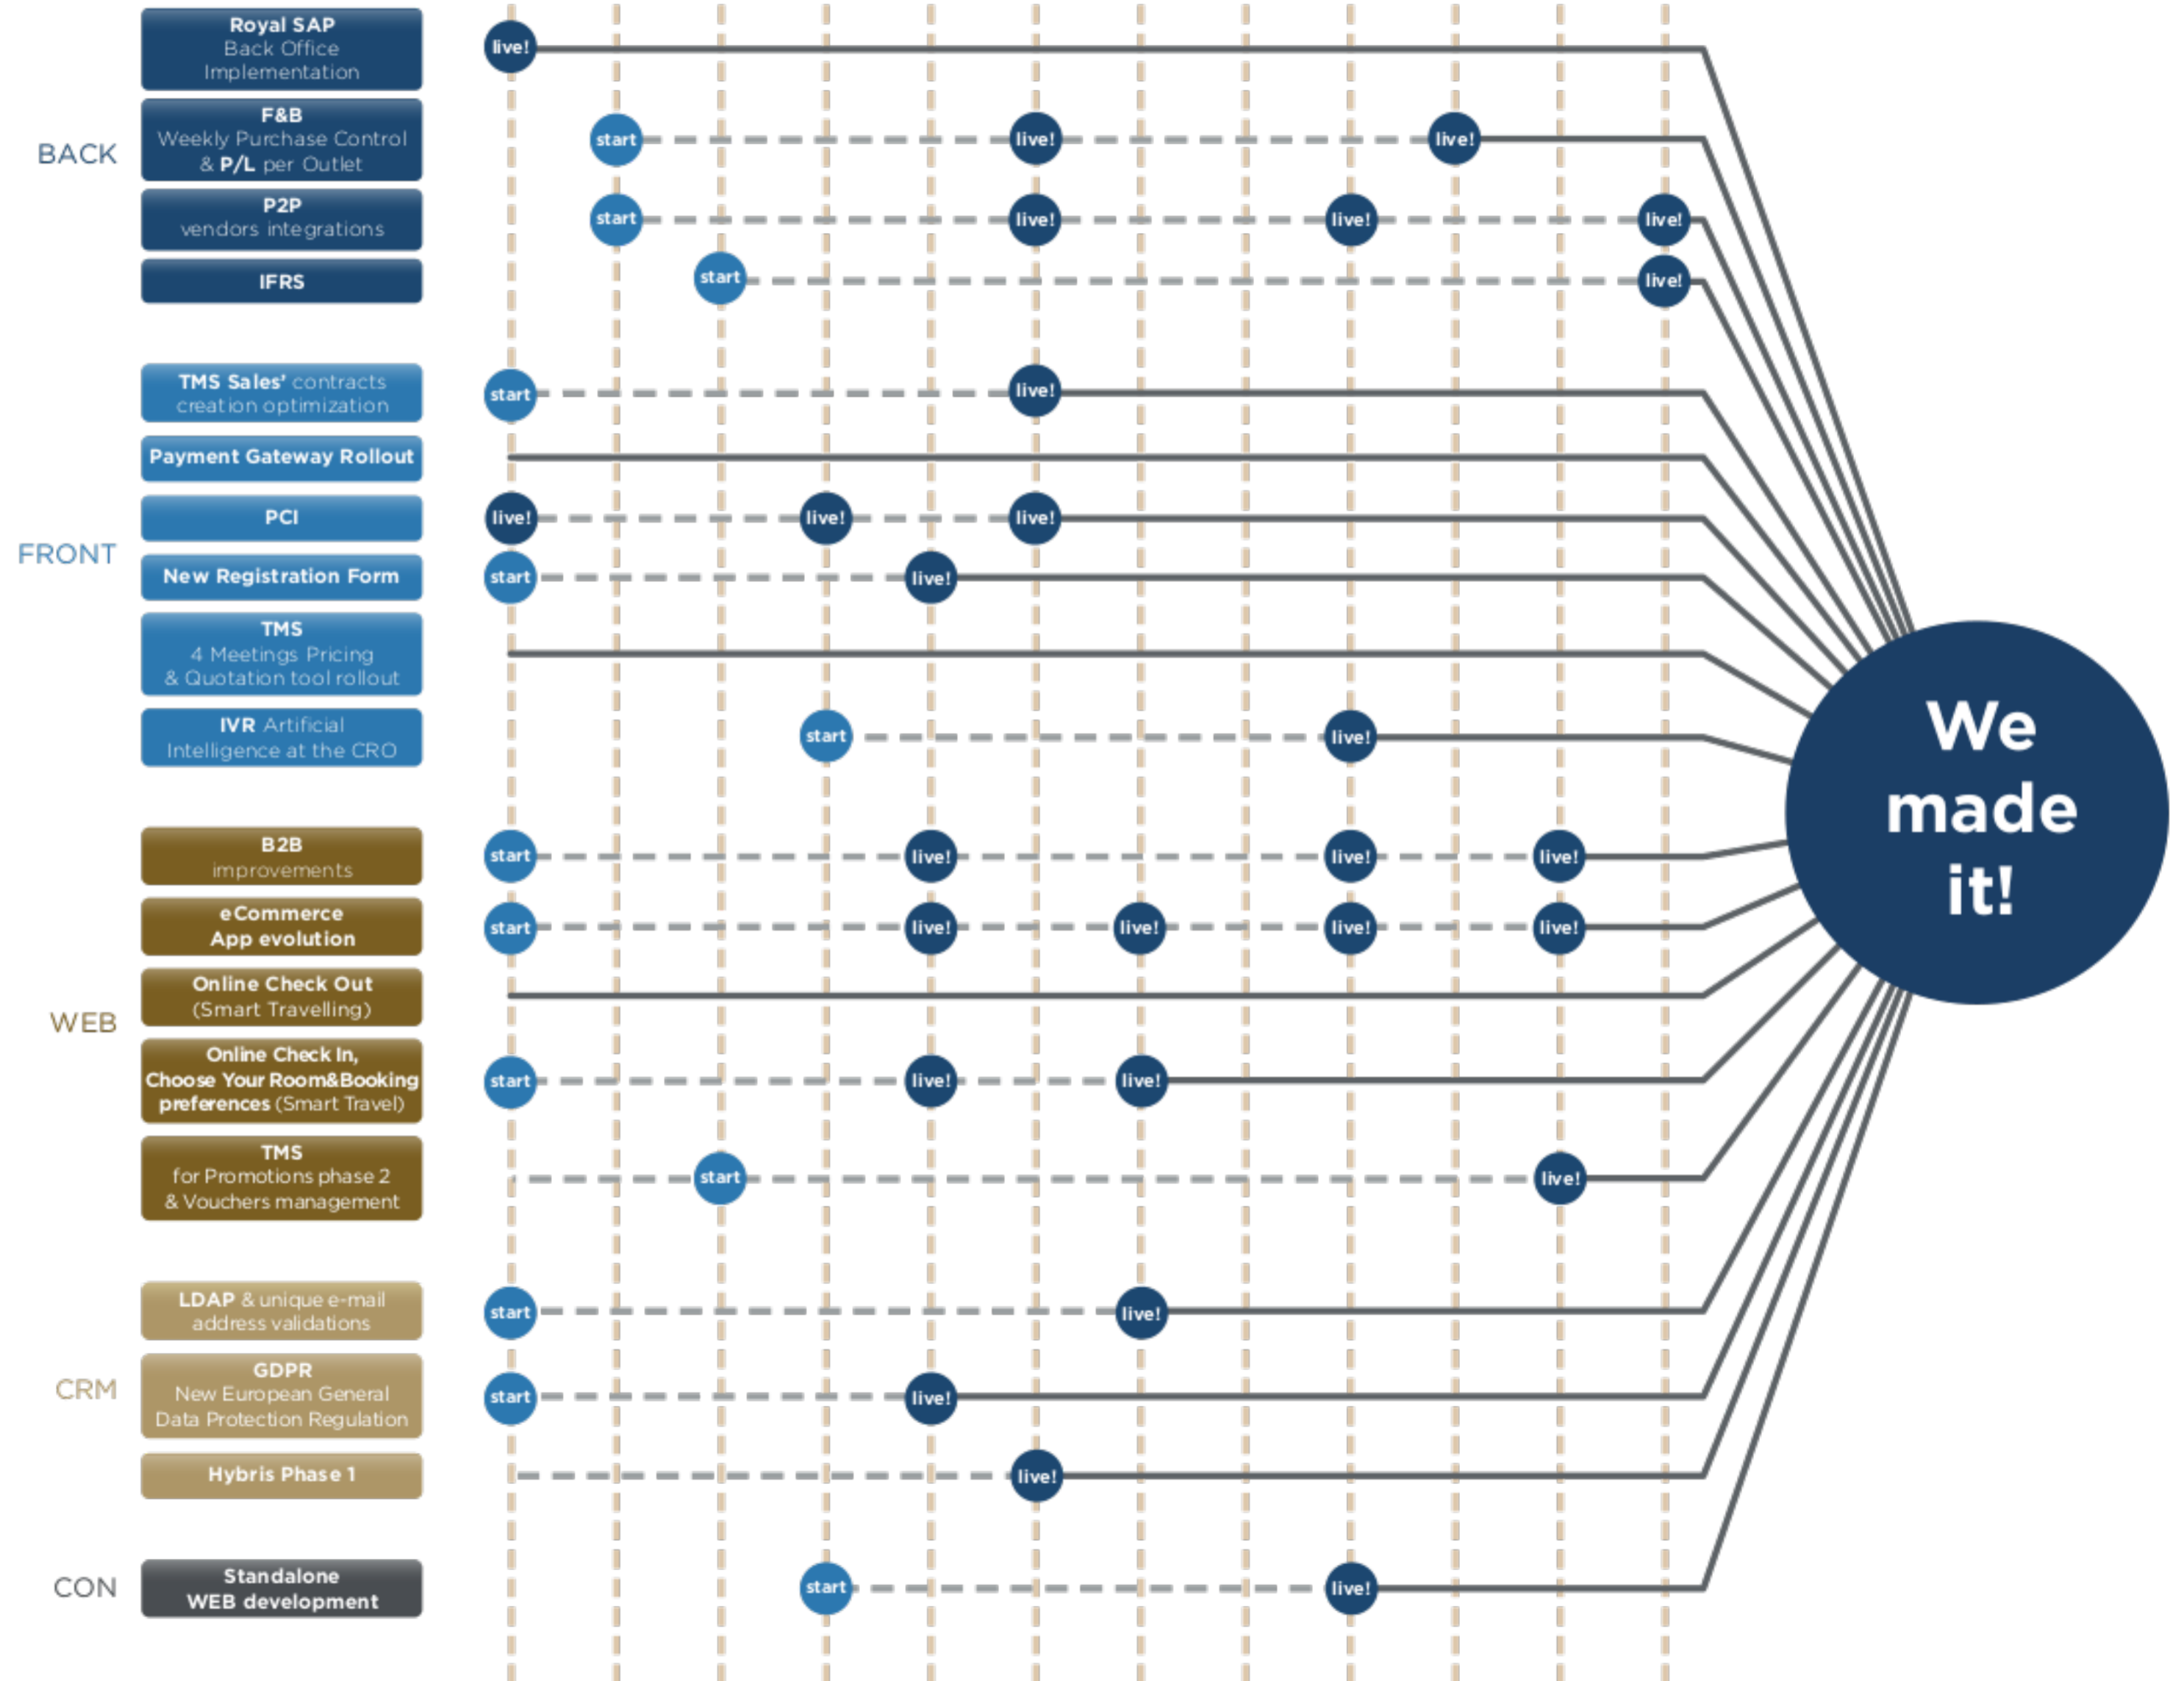 Royal SAP
Back Office
Implementation
live!
BACK
F&B
Weekly Purchase Control
& P/L per Outlet
start
live!
live!
P2P
vendors integrations
start
live!
live!
live!
IFRS
start
live!
TMS Sales’ contracts
creation optimization
start
live!
Payment Gateway Rollout
PCI
live!
live!
live!
FRONT
New Registration Form
start
live!
TMS
4 Meetings Pricing
& Quotation tool rollout
IVR Artificial
Intelligence at the CRO
start
live!
We
made
it!
B2B
improvements
start
live!
live!
live!
eCommerce
App evolution
start
live!
live!
live!
live!
WEB
Online Check Out
(Smart Travelling)
Online Check In,
Choose Your Room&Booking
preferences (Smart Travel)
start
live!
live!
TMS
for Promotions phase 2
& Vouchers management
start
live!
LDAP & unique e-mail
address validations
start
live!
CRM
GDPR
New European General
Data Protection Regulation
start
live!
Hybris Phase 1
live!
CON
Standalone
WEB development
start
live!